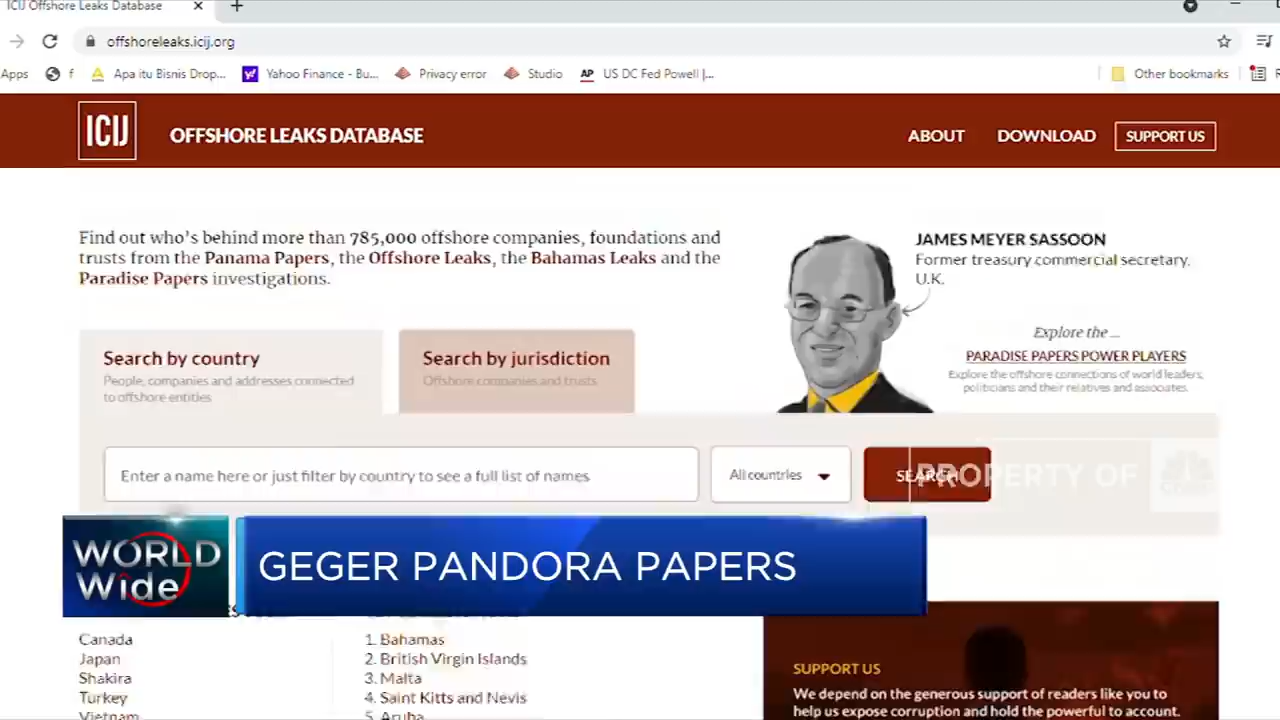 ICIJ Offshore Leaks Database
offshoreleaks.icij.org
Apps
f
Apa itu Bisnis Drop...
Yahoo Finance - Bu...
Privacy error
Studio
AP
US DC Fed Powell |...
Other bookmarks
ICIJ
OFFSHORE LEAKS DATABASE
ABOUT
DOWNLOAD
SUPPORT US
Find out who's behind more than 785,000 offshore companies, foundations and
trusts from the Panama Papers, the Offshore Leaks, the Bahamas Leaks and the
Paradise Papers investigations.
JAMES MEYER SASSOON
Former treasury commercial secretary,
U.K.
Explore the ...
PARADISE PAPERS POWER PLAYERS
Explore the offshore connections of world leaders,
politicians and their relatives and associates.
Search by country
People, companies and addresses connected
to offshore entities
Search by jurisdiction
Offshore companies and trusts
Enter a name here or just filter by country to see a full list of names
All countries
SEARCH
PROPERTY OF
CNBC
WORLD
Wide
GEGER PANDORA PAPERS
Canada
Japan
Shakira
Turkey
Vietnam
1. Bahamas
2. British Virgin Islands
3. Malta
4. Saint Kitts and Nevis
5. Aruba
SUPPORT US
We depend on the generous support of readers like you to
help us expose corruption and hold the powerful to account.